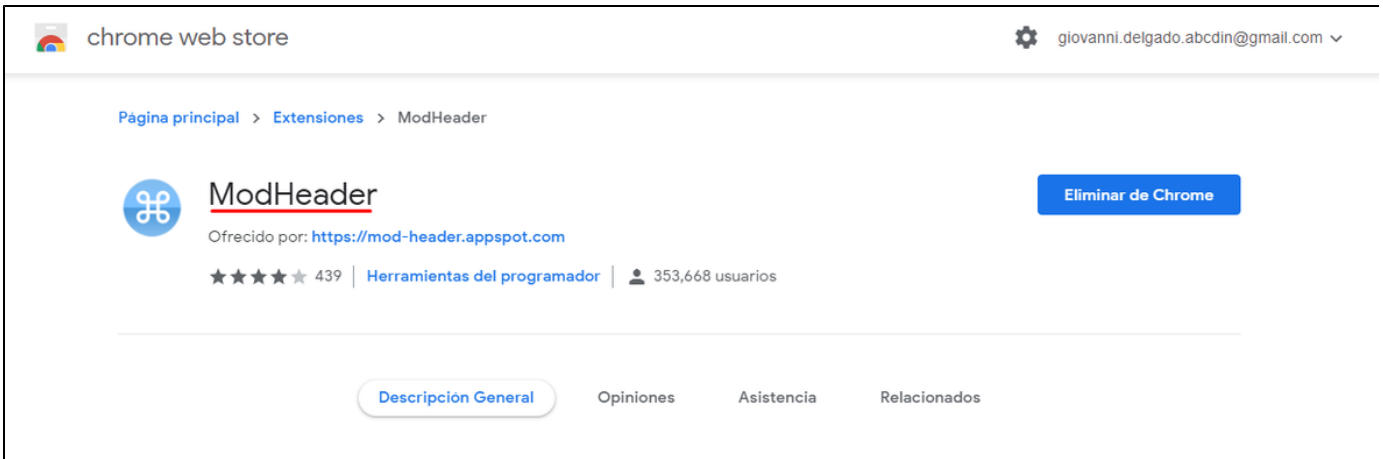 chrome web store
giovanni.delgado.abcdin@gmail.com
Página principal > Extensiones > ModHeader
ModHeader
Eliminar de Chrome
Ofrecido por: https://mod-header.appspot.com
439 | Herramientas del programador | 353,668 usuarios
Descripción General Opiniones Asistencia Relacionados